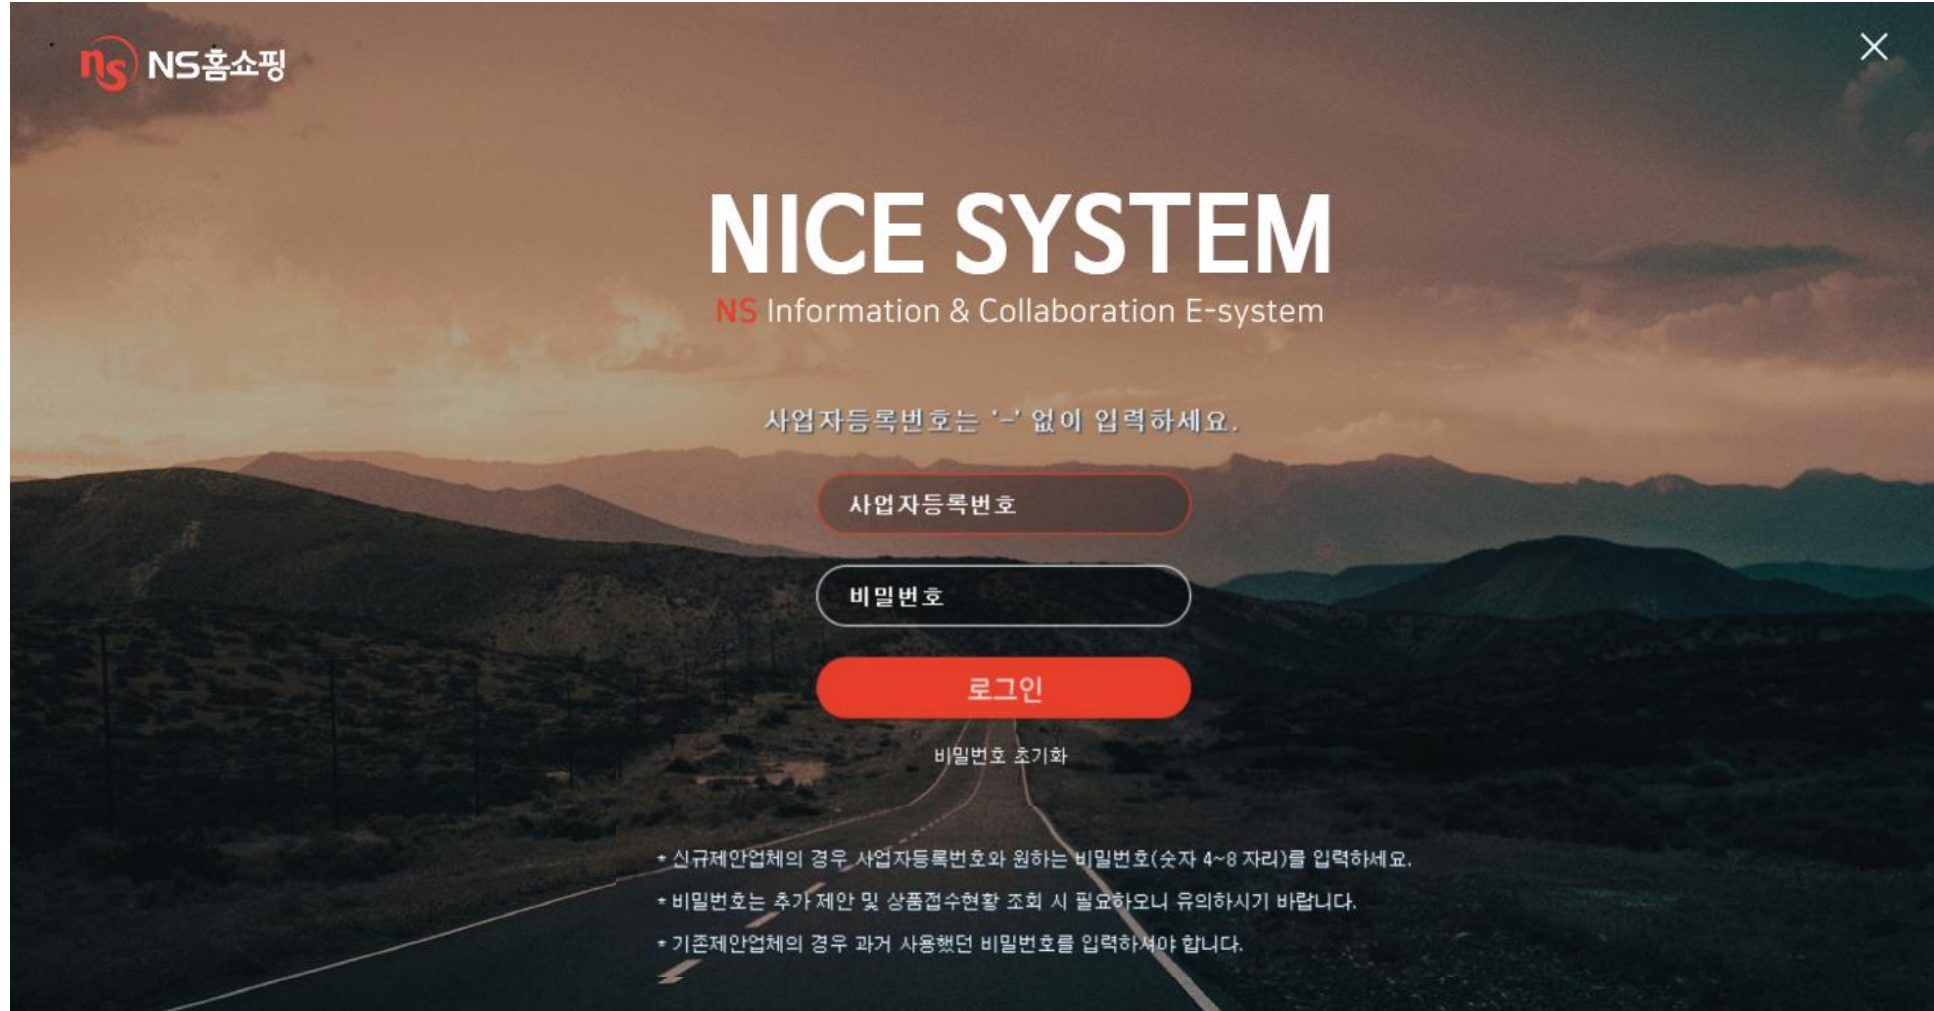 ns NS홈쇼핑
NICE SYSTEM
NS Information & Collaboration E-system
사업자등록번호는 '-' 없이 입력하세요.
사업자등록번호
비밀번호
로그인
비밀번호 초기화
* 신규제안업체의 경우 사업자등록번호와 원하는 비밀번호(숫자 4~8 자리)를 입력하세요.
* 비밀번호는 추가 제안 및 상품접수현황 조회 시 필요하오니 유의하시기 바랍니다.
* 기존제안업체의 경우 과거 사용했던 비밀번호를 입력하셔야 합니다.